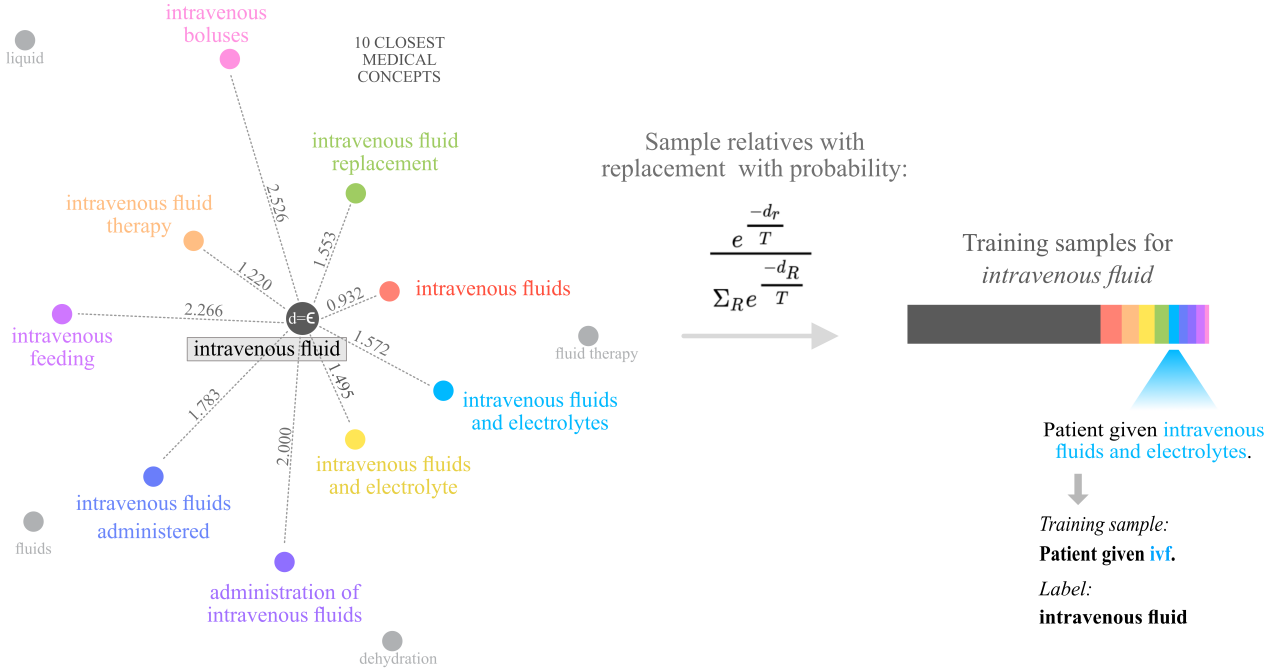 intravenous
boluses
liquid
10 CLOSEST
MEDICAL
CONCEPTS
intravenous fluid
replacement
intravenous fluid
therapy
2.526
1.553
1.220
0.932
intravenous fluids
2.266
d=ϵ
intravenous
feeding
intravenous fluid
1.572
fluid therapy
1.495
1.783
2.000
intravenous fluids
and electrolytes
intravenous fluids
and electrolyte
intravenous fluids
administered
fluids
administration of
intravenous fluids
dehydration
Sample relatives with
replacement with probability:
e^(-d_r/T)
Σ_R e^(-d_R/T)
Training samples for
intravenous fluid
Patient given intravenous
fluids and electrolytes.
Training sample:
Patient given ivf.
Label:
intravenous fluid